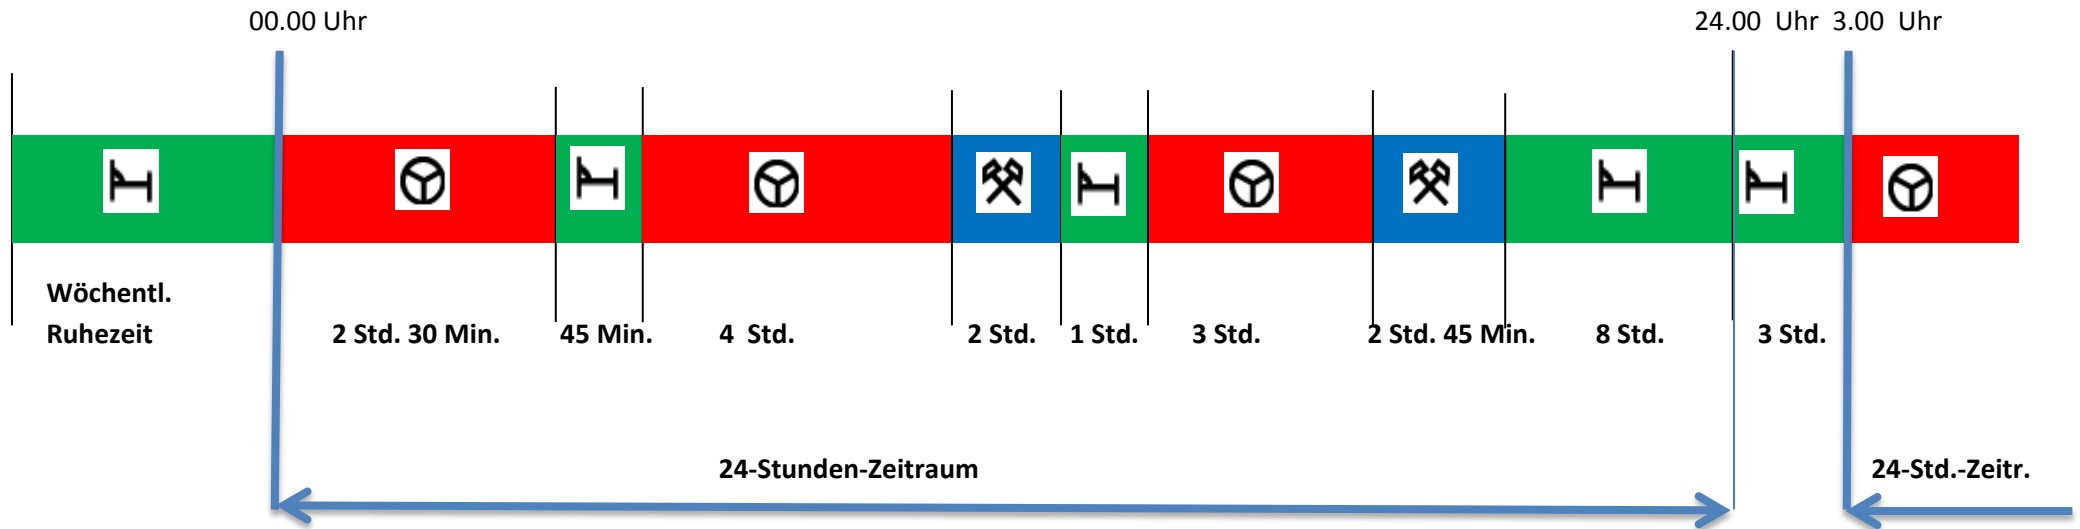 00.00 Uhr
24.00 Uhr 3.00 Uhr
Wöchentl.
Ruhezeit
2 Std. 30 Min.
45 Min.
4 Std.
2 Std.
1 Std.
3 Std.
2 Std. 45 Min.
8 Std.
3 Std.
24-Stunden-Zeitraum
24-Std.-Zeitr.